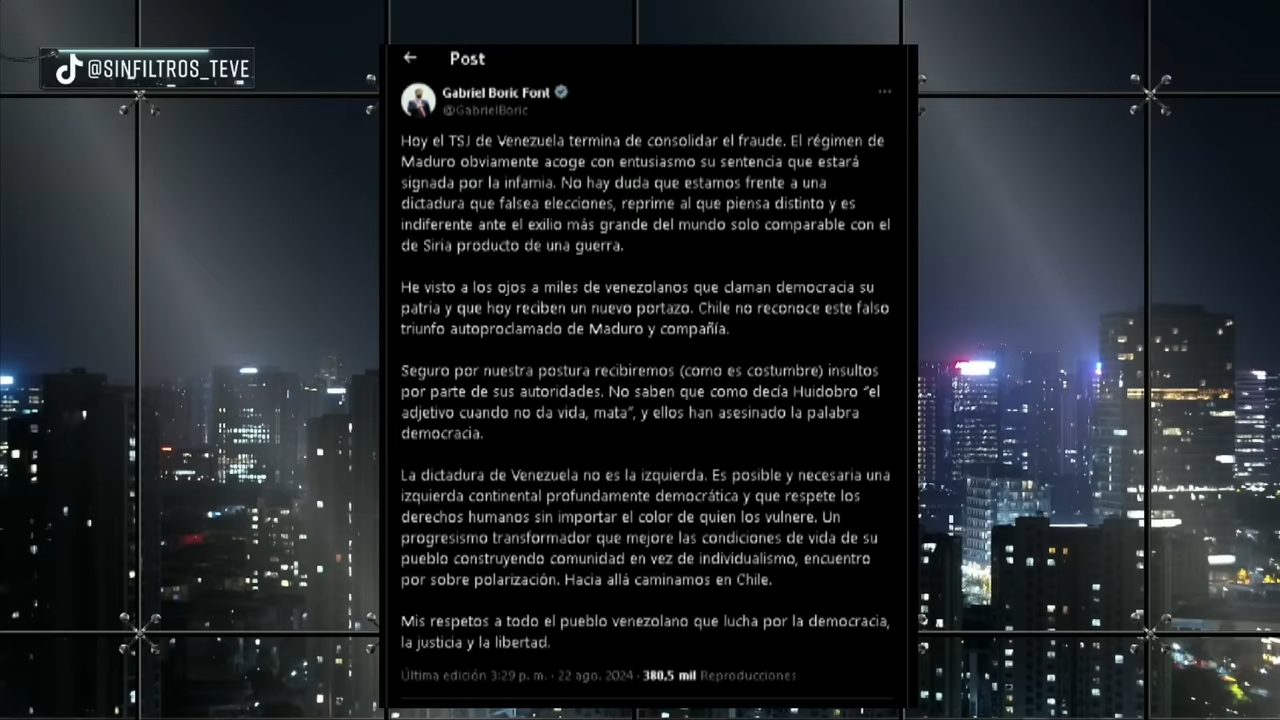 @SINFILTROS_TEVE
Post
Gabriel Boric Font
@GabrielBoric
Hoy el TSJ de Venezuela termina de consolidar el fraude. El régimen de
Maduro obviamente acoge con entusiasmo su sentencia que estará
signada por la infamia. No hay duda que estamos frente a una
dictadura que falsea elecciones, reprime al que piensa distinto y es
indiferente ante el exilio más grande del mundo solo comparable con el
de Siria producto de una guerra.
He visto a los ojos a miles de venezolanos que claman democracia su
patria y que hoy reciben un nuevo portazo. Chile no reconoce este falso
triunfo autoproclamado de Maduro y compañía.
Seguro por nuestra postura recibiremos (como es costumbre) insultos
por parte de sus autoridades. No saben que como decía Huidobro “el
adjetivo cuando no da vida, mata”, y ellos han asesinado la palabra
democracia.
La dictadura de Venezuela no es la izquierda. Es posible y necesaria una
izquierda continental profundamente democrática y que respete los
derechos humanos sin importar el color de quien los vulnere. Un
progresismo transformador que mejore las condiciones de vida de su
pueblo construyendo comunidad en vez de individualismo, encuentro
por sobre polarización. Hacia allá caminamos en Chile.
Mis respetos a todo el pueblo venezolano que lucha por la democracia,
la justicia y la libertad.
Última edición 3:29 p. m. · 22 ago. 2024 · 380,5 mil Reproducciones